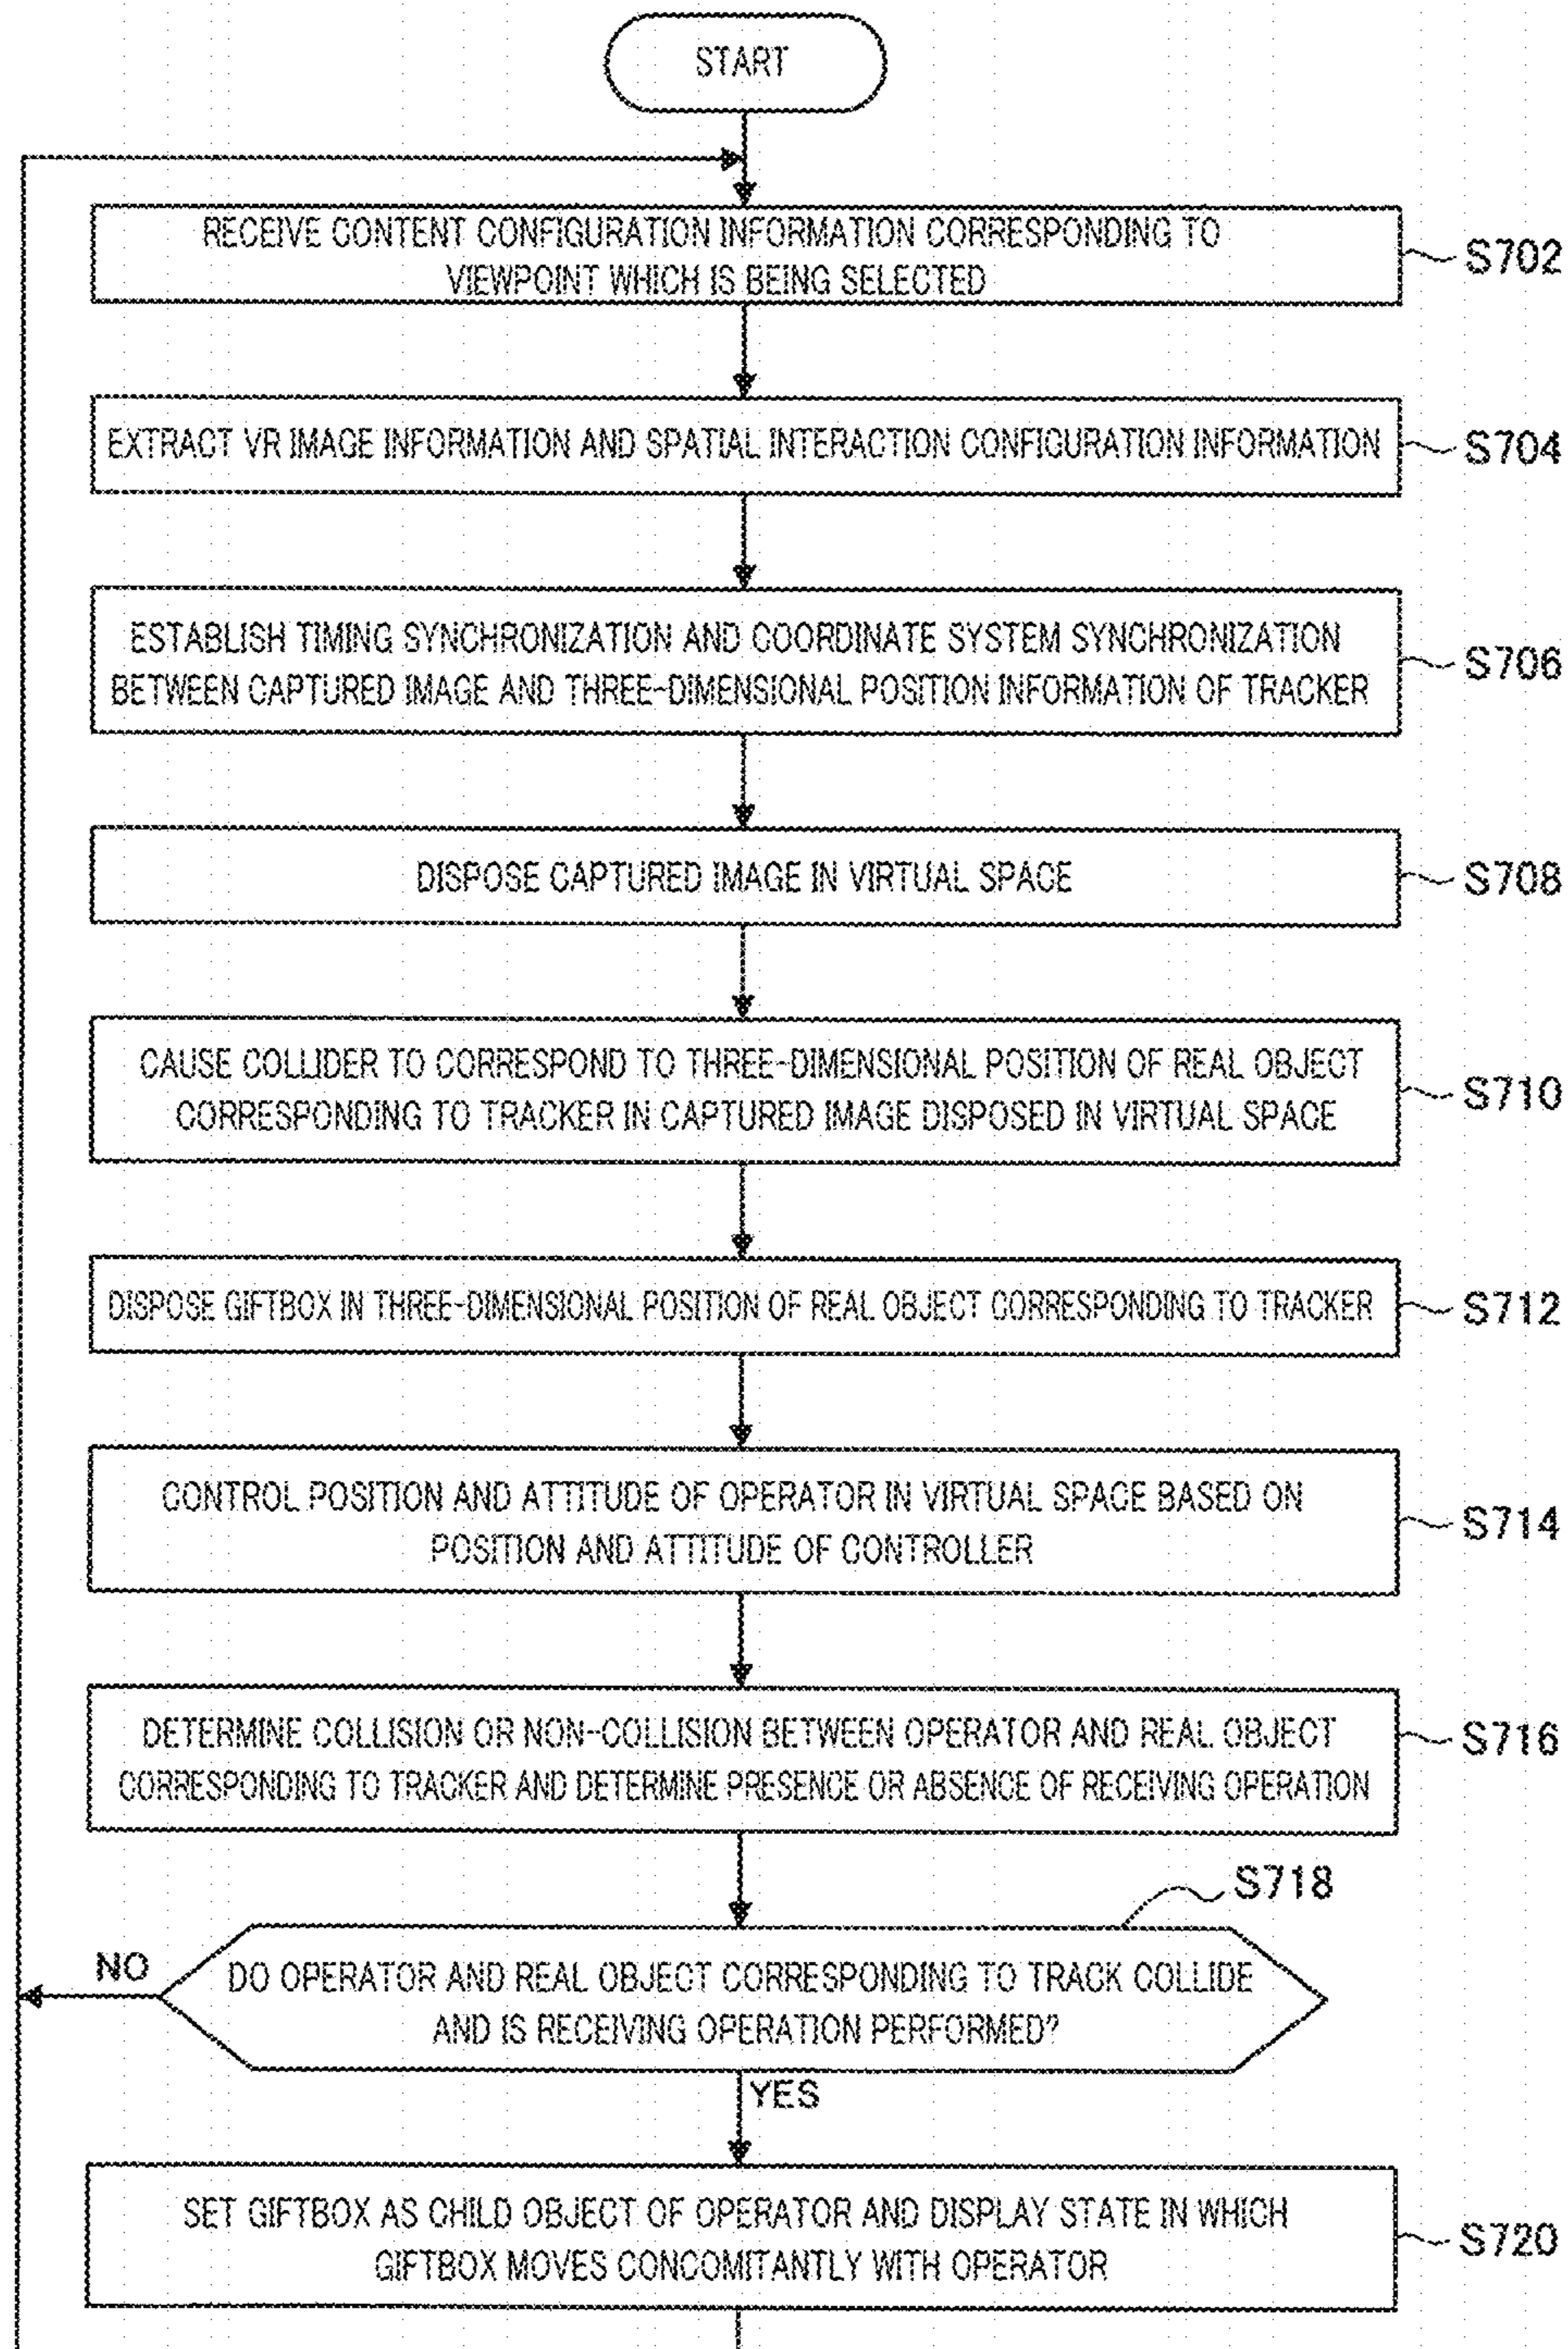 START
RECEIVE CONTENT CONFIGURATION INFORMATION CORRESPONDING TO
VIEWPOINT WHICH IS BEING SELECTED
S702
EXTRACT VR IMAGE INFORMATION AND SPATIAL INTERACTION CONFIGURATION INFORMATION
S704
ESTABLISH TIMING SYNCHRONIZATION AND COORDINATE SYSTEM SYNCHRONIZATION
BETWEEN CAPTURED IMAGE AND THREE-DIMENSIONAL POSITION INFORMATION OF TRACKER
S706
DISPOSE CAPTURED IMAGE IN VIRTUAL SPACE
S708
CAUSE COLLIDER TO CORRESPOND TO THREE-DIMENSIONAL POSITION OF REAL OBJECT
CORRESPONDING TO TRACKER IN CAPTURED IMAGE DISPOSED IN VIRTUAL SPACE
S710
DISPOSE GIFTBOX IN THREE-DIMENSIONAL POSITION OF REAL OBJECT CORRESPONDING TO TRACKER
S712
CONTROL POSITION AND ATTITUDE OF OPERATOR IN VIRTUAL SPACE BASED ON
POSITION AND ATTITUDE OF CONTROLLER
S714
DETERMINE COLLISION OR NON-COLLISION BETWEEN OPERATOR AND REAL OBJECT
CORRESPONDING TO TRACKER AND DETERMINE PRESENCE OR ABSENCE OF RECEIVING OPERATION
S716
S718
NO
DO OPERATOR AND REAL OBJECT CORRESPONDING TO TRACK COLLIDE
AND IS RECEIVING OPERATION PERFORMED?
YES
SET GIFTBOX AS CHILD OBJECT OF OPERATOR AND DISPLAY STATE IN WHICH
GIFTBOX MOVES CONCOMITANTLY WITH OPERATOR
S720